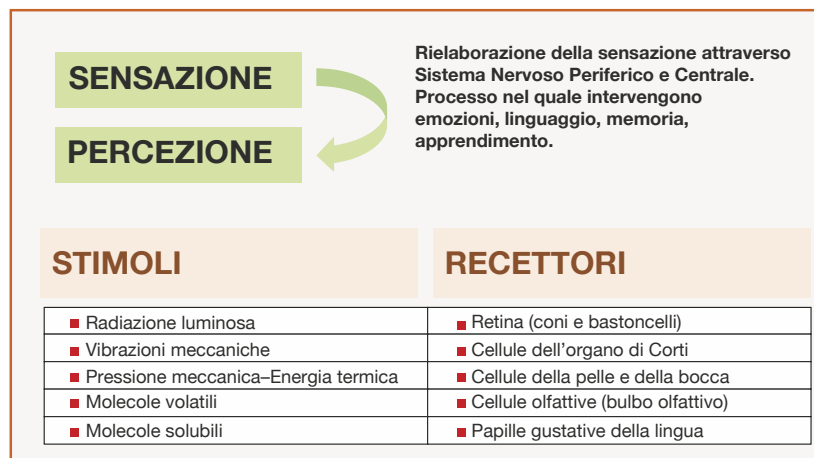 SENSAZIONE
PERCEZIONE
Rielaborazione della sensazione attraverso
Sistema Nervoso Periferico e Centrale.
Processo nel quale intervengono
emozioni, linguaggio, memoria,
apprendimento.
STIMOLI
RECETTORI
Radiazione luminosa
Retina (coni e bastoncelli)
Vibrazioni meccaniche
Cellule dell'organo di Corti
Pressione meccanica–Energia termica
Cellule della pelle e della bocca
Molecole volatili
Cellule olfattive (bulbo olfattivo)
Molecole solubili
Papille gustative della lingua